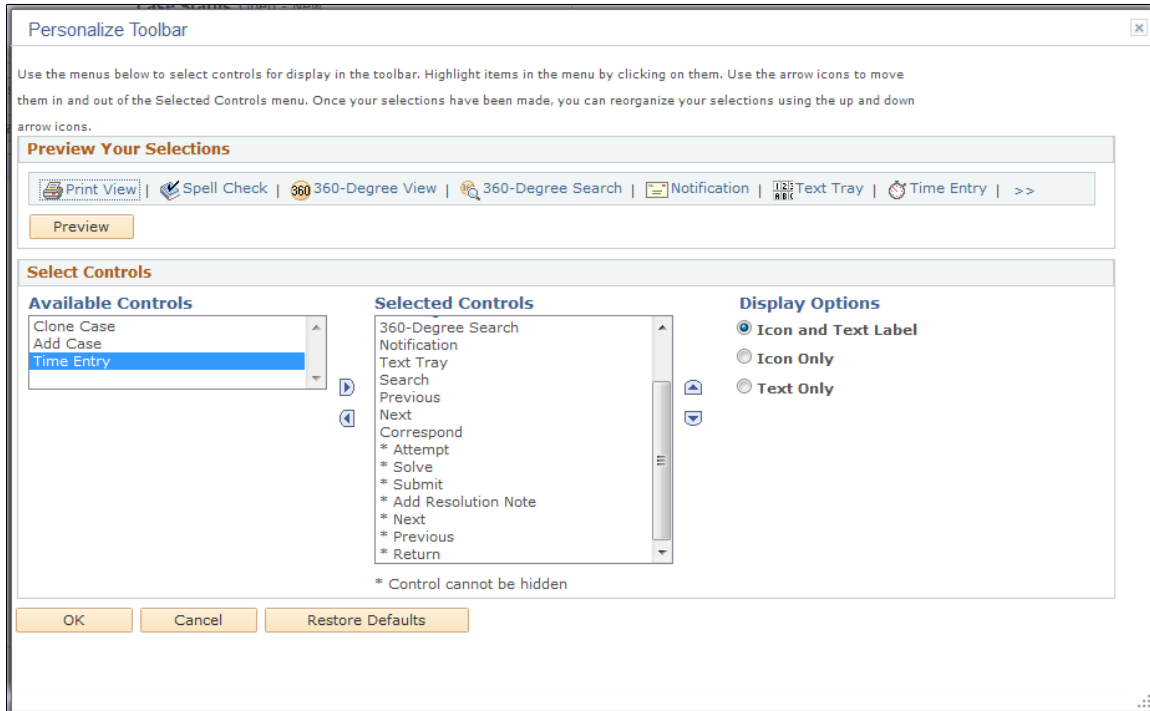 Personalize Toolbar
Use the menus below to select controls for display in the toolbar. Highlight items in the menu by clicking on them. Use the arrow icons to move
them in and out of the Selected Controls menu. Once your selections have been made, you can reorganize your selections using the up and down
arrow icons.
Preview Your Selections
Print View | Spell Check | 360 360-Degree View | 360-Degree Search | Notification | Text Tray | Time Entry | >>
Preview
Select Controls
Available Controls
Clone Case
Add Case
Time Entry
Selected Controls
360-Degree Search
Notification
Text Tray
Search
Previous
Next
Correspond
* Attempt
* Solve
* Submit
* Add Resolution Note
* Next
* Previous
* Return
* Control cannot be hidden
Display Options
Icon and Text Label
Icon Only
Text Only
OK Cancel Restore Defaults